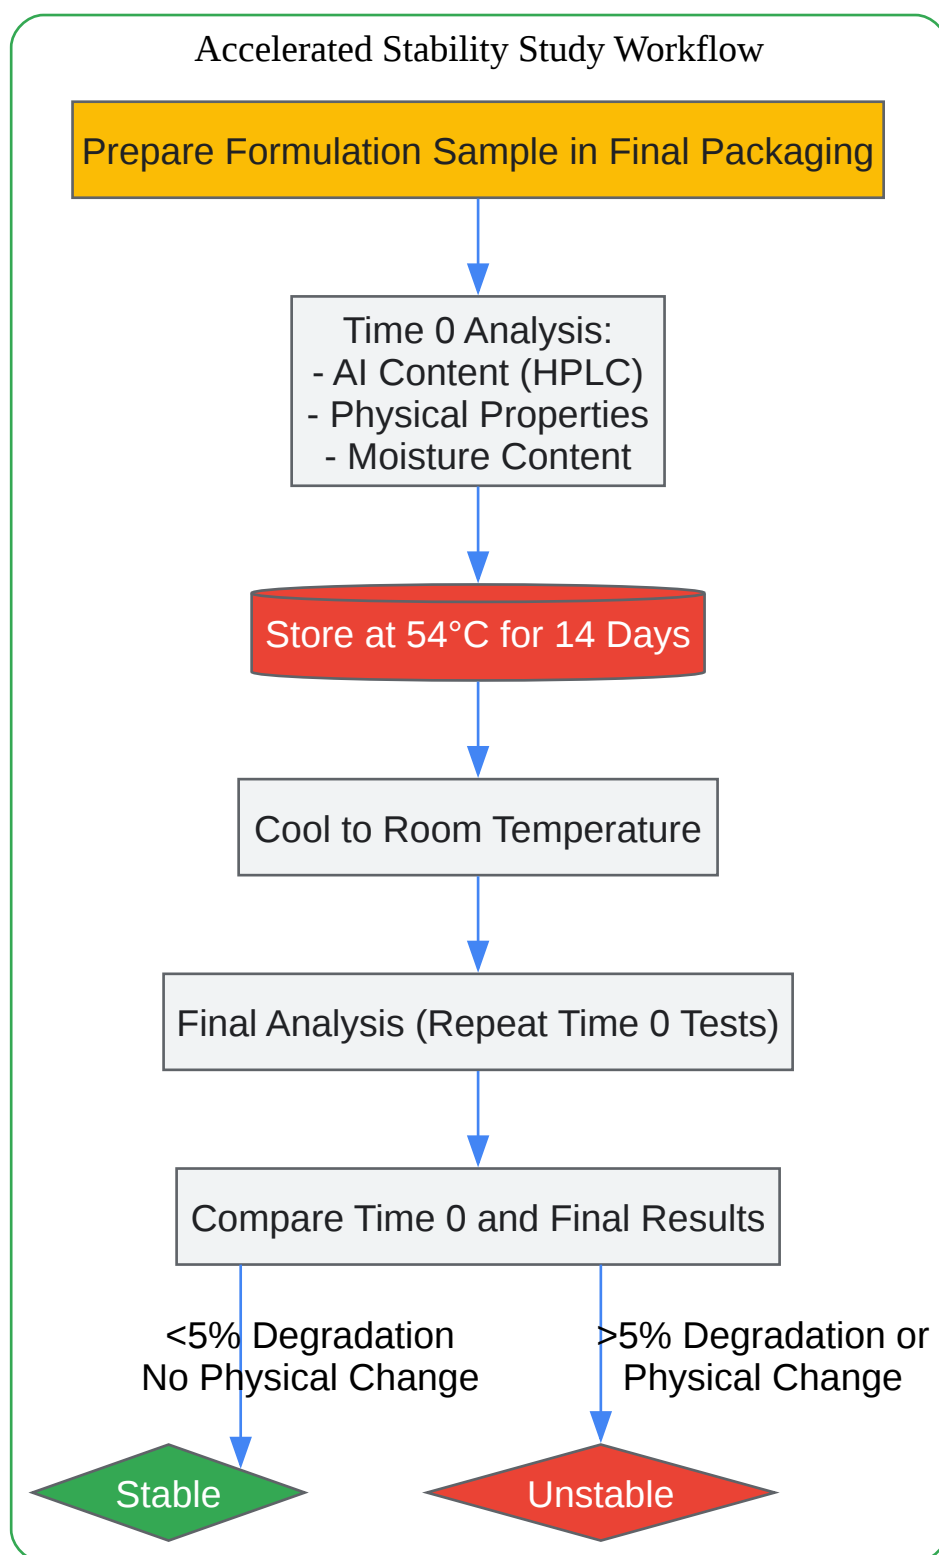 Accelerated Stability Study Workflow
Prepare Formulation Sample in Final Packaging
Time 0 Analysis:
- AI Content (HPLC)
- Physical Properties
- Moisture Content
Store at 54°C for 14 Days
Cool to Room Temperature
Final Analysis (Repeat Time 0 Tests)
Compare Time 0 and Final Results
<5% Degradation
No Physical Change
>5% Degradation or
Physical Change
Stable
Unstable